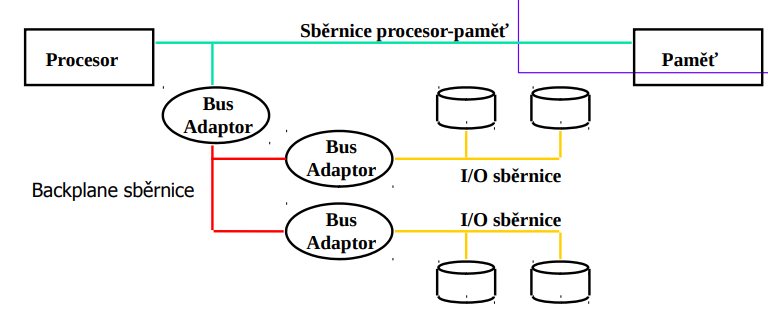 Sběrnice procesor-paměť
Procesor
Paměť
Bus
Adaptor
Bus
Adaptor
I/O sběrnice
Backplane sběrnice
Bus
Adaptor
I/O sběrnice